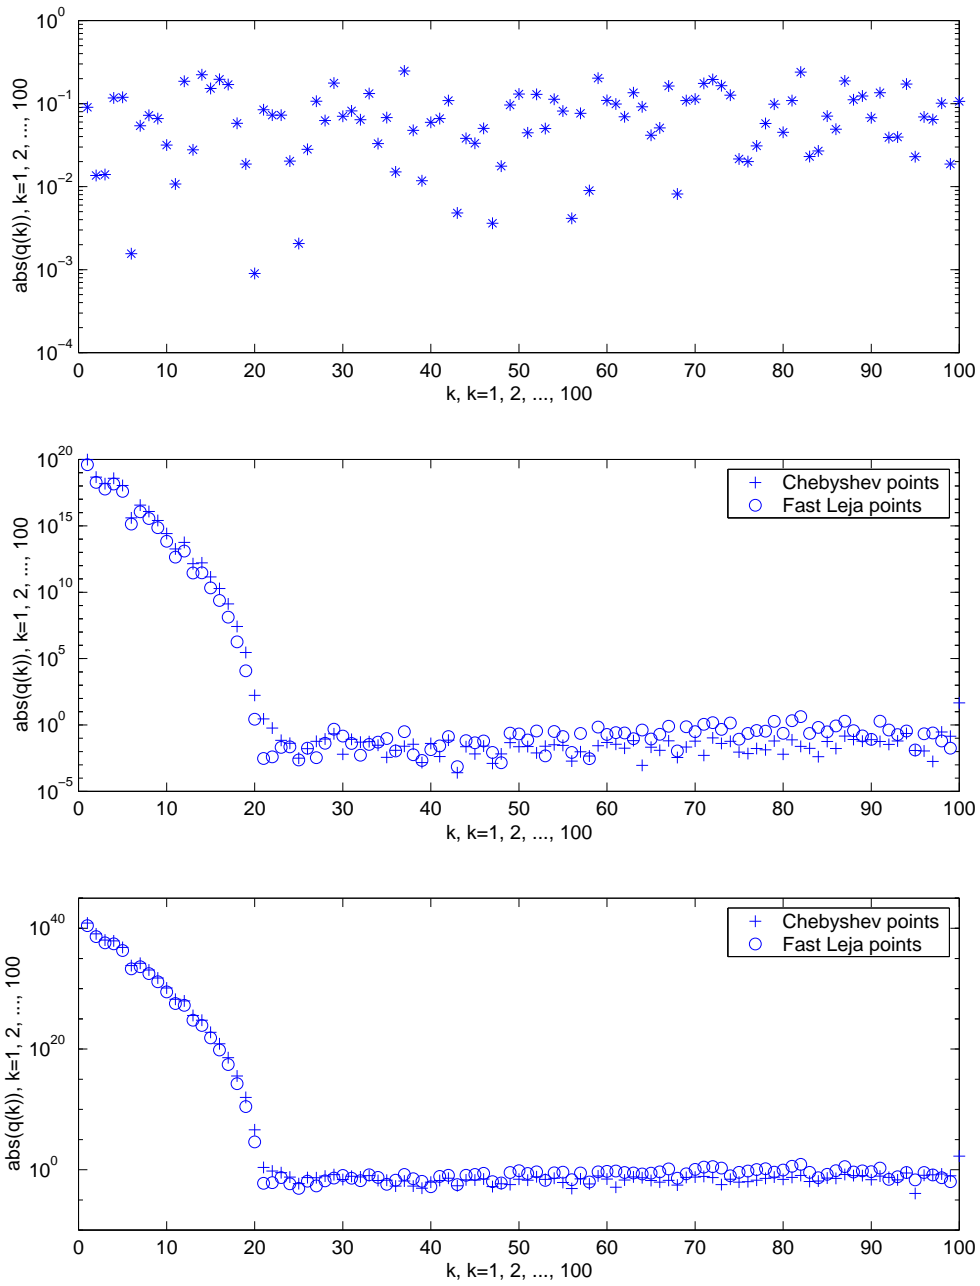 abs(q(k)), k=1, 2, ..., 100
10^0
10^-1
10^-2
10^-3
10^-4
0 10 20 30 40 50 60 70 80 90 100
k, k=1, 2, ..., 100
abs(q(k)), k=1, 2, ..., 100
10^20
10^15
10^10
10^5
10^0
10^-5
Chebyshev points
Fast Leja points
0 10 20 30 40 50 60 70 80 90 100
k, k=1, 2, ..., 100
abs(q(k)), k=1, 2, ..., 100
10^40
10^20
10^0
Chebyshev points
Fast Leja points
0 10 20 30 40 50 60 70 80 90 100
k, k=1, 2, ..., 100